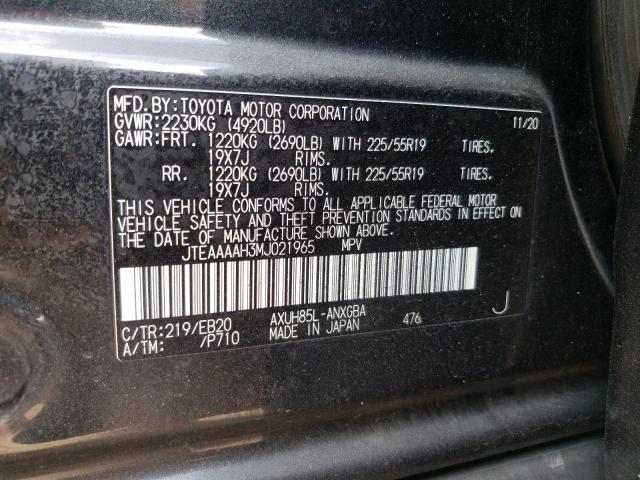 MFD.BY:TOYOTA MOTOR CORPORATION 11/20
GVWR:2230KG (4920LB)
GAWR:FRT. 1220KG (2690LB) WITH 225/55R19 TIRES.
19X7J RIMS.
RR. 1220KG (2690LB) WITH 225/55R19 TIRES.
19X7J RIMS.
THIS VEHICLE CONFORMS TO ALL APPLICABLE FEDERAL MOTOR
VEHICLE SAFETY AND THEFT PREVENTION STANDARDS IN EFFECT ON
THE DATE OF MANUFACTURE SHOWN ABOVE.
JTEAAAAH3MJ021965 MPV
C/TR:219/EB20 AXUH85L-ANXGBA 476 J
A/TM: /P710 MADE IN JAPAN